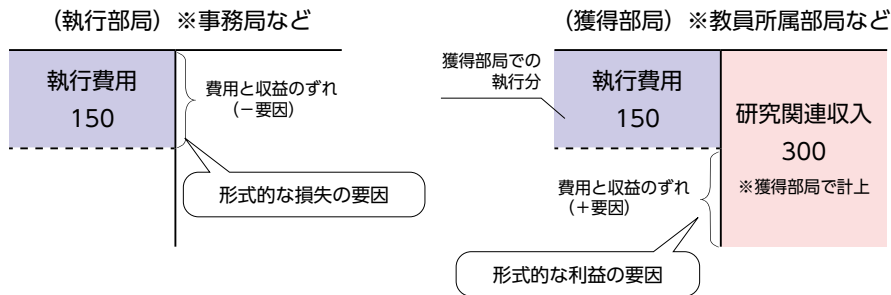 (執行部局)※事務局など
執行費用
150
費用と収益のずれ
(−要因)
形式的な損失の要因
(獲得部局)※教員所属部局など
獲得部局での
執行分
執行費用
150
研究関連収入
300
※獲得部局で計上
費用と収益のずれ
(+要因)
形式的な利益の要因